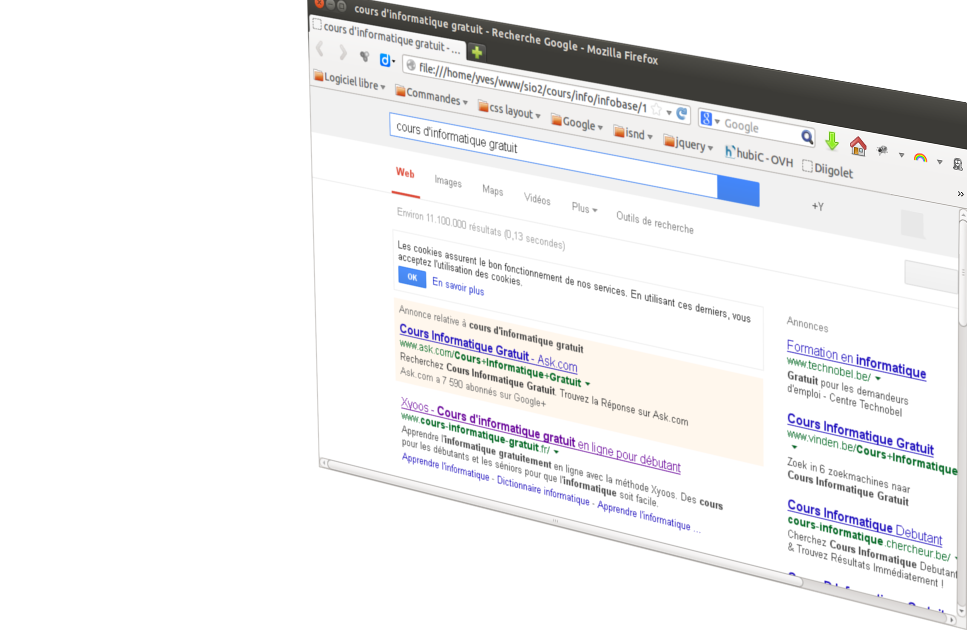 cours d'informatique gratuit - Recherche Google - Mozilla Firefox
cours d'informatique gratuit - ...
file:///home/yves/www/sio2/cours/info/infobase/1
Google
Logiciel libre
Commandes
css layout
Google
isnd
jquery
hubiC - OVH
Diigolet
»
cours d'informatique gratuit
+Y
Web
Images
Maps
Vidéos
Plus
Outils de recherche
Environ 11.100.000 résultats (0,13 secondes)
Les cookies assurent le bon fonctionnement de nos services. En utilisant ces derniers, vous
acceptez l'utilisation des cookies.
OK
En savoir plus
Annonce relative à cours d'informatique gratuit
Cours Informatique Gratuit - Ask.com
www.ask.com/Cours+Informatique+Gratuit
Recherchez Cours Informatique Gratuit. Trouvez la Réponse sur Ask.com
Ask.com a 7 590 abonnés sur Google+
Xyoos - Cours d'informatique gratuit en ligne pour débutant
www.cours-informatique-gratuit.fr/
Apprendre l'informatique gratuitement en ligne avec la méthode Xyoos. Des cours
pour les débutants et les séniors pour que l'informatique soit facile.
Apprendre l'informatique - Dictionnaire informatique - Apprendre l'informatique ...
Annonces
Formation en informatique
www.technobel.be/
Gratuit pour les demandeurs
d'emploi - Centre Technobel
Cours Informatique Gratuit
www.vinden.be/Cours+Informatique
Zoek in 6 zoekmachines naar
Cours Informatique Gratuit
Cours Informatique Debutant
cours-informatique.chercheur.be/
Cherchez Cours Informatique Debutant
& Trouvez Résultats Immédiatement !